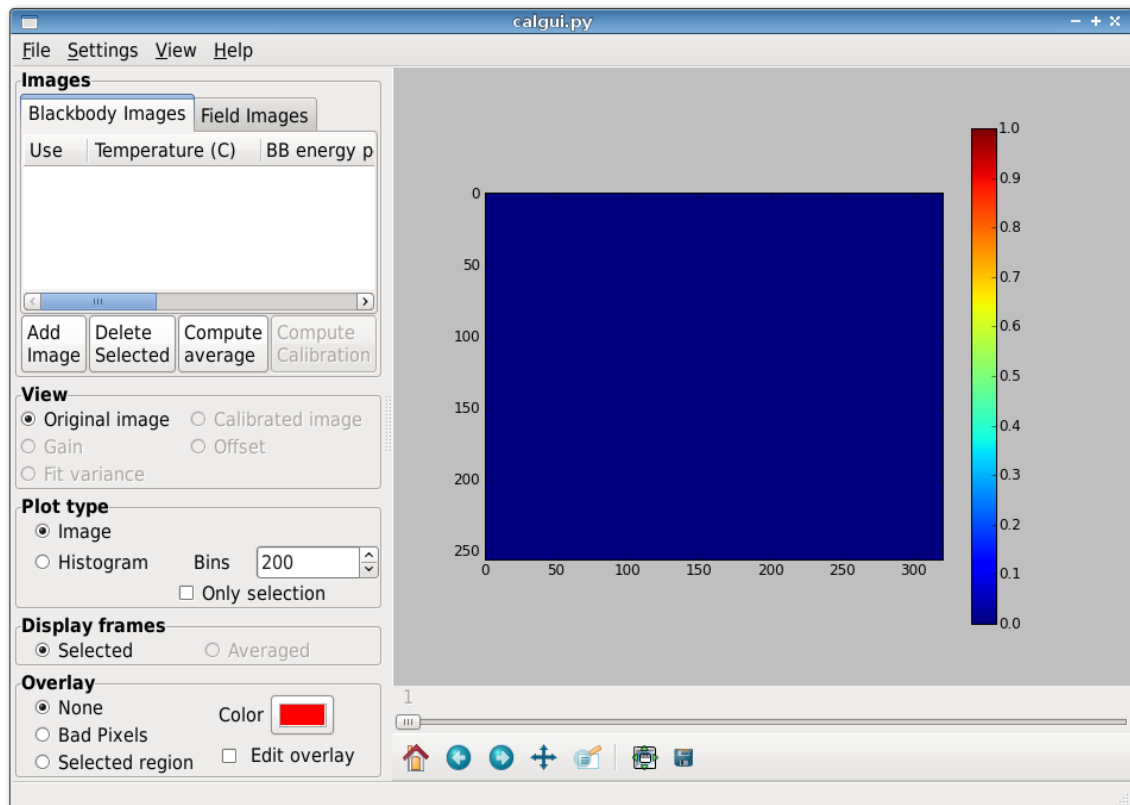 calgui.py
File Settings View Help
Images
Blackbody Images Field Images
Use Temperature (C) BB energy p
Add Image
Delete Selected
Compute average
Compute Calibration
View
Original image Calibrated image
Gain Offset
Fit variance
Plot type
Image
Histogram Bins 200
Only selection
Display frames
Selected Averaged
Overlay
None
Color
Bad Pixels
Selected region Edit overlay
0
50
100
150
200
250
0 50 100 150 200 250 300
1.0
0.9
0.8
0.7
0.6
0.5
0.4
0.3
0.2
0.1
0.0
1